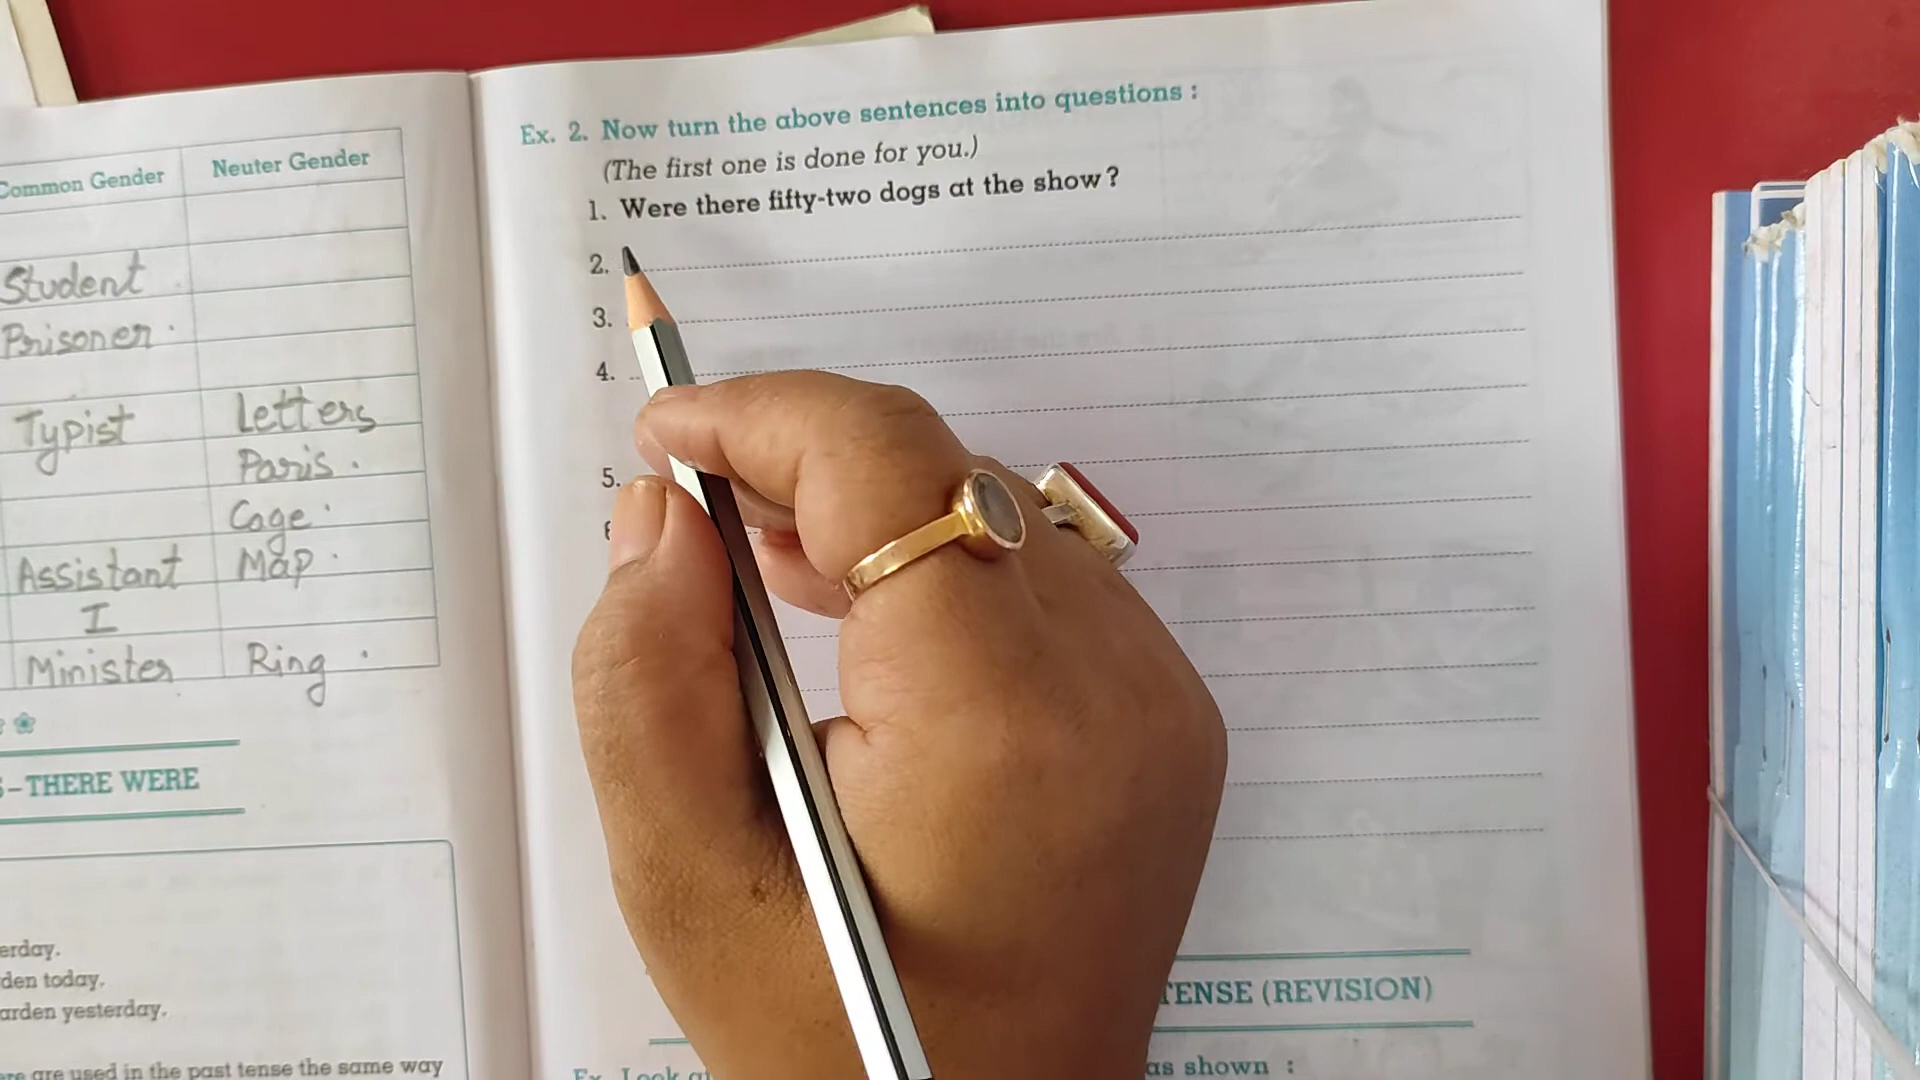 Common Gender Neuter Gender
Student
Prisoner.
Typist Letters
Paris.
Cage.
Assistant Map.
I
Minister Ring.
– THERE WERE
erday.
den today.
arden yesterday.
are used in the past tense the same way
Ex. 2. Now turn the above sentences into questions :
(The first one is done for you.)
1. Were there fifty-two dogs at the show?
2.
3.
4.
5.
TENSE (REVISION)
Ex. Look
as shown :